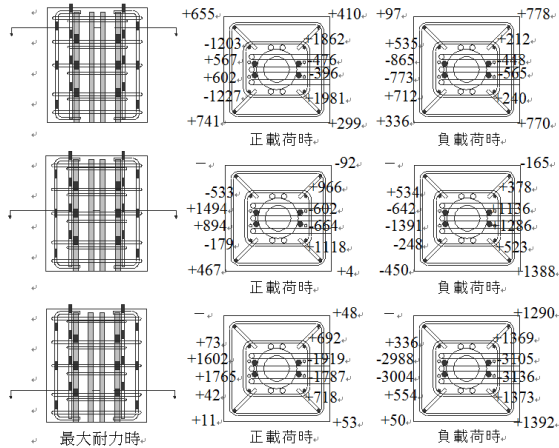 +655 +410 +97 +778
-1203 +1862 +535 +212
+567 -476 -865 -448
+602 -396 -773 -565
-1227 +1981 +712 +240
+741 +299 +336 +770
正載荷時 負載荷時
－ -92 － -165
-533 +966 +534 +378
+1494 -602 -642 1136
+894 -664 -1391 +1286
-179 +1118 -248 +523
+467 +4 -450 +1388
正載荷時 負載荷時
－ +48 － +1290
+73 +692 +336 +1369
+1602 -1919 -2988 -3105
+1765 -1787 -3004 -3136
+42 +718 +554 +1373
+11 +53 +50 +1392
最大耐力時 正載荷時 負載荷時